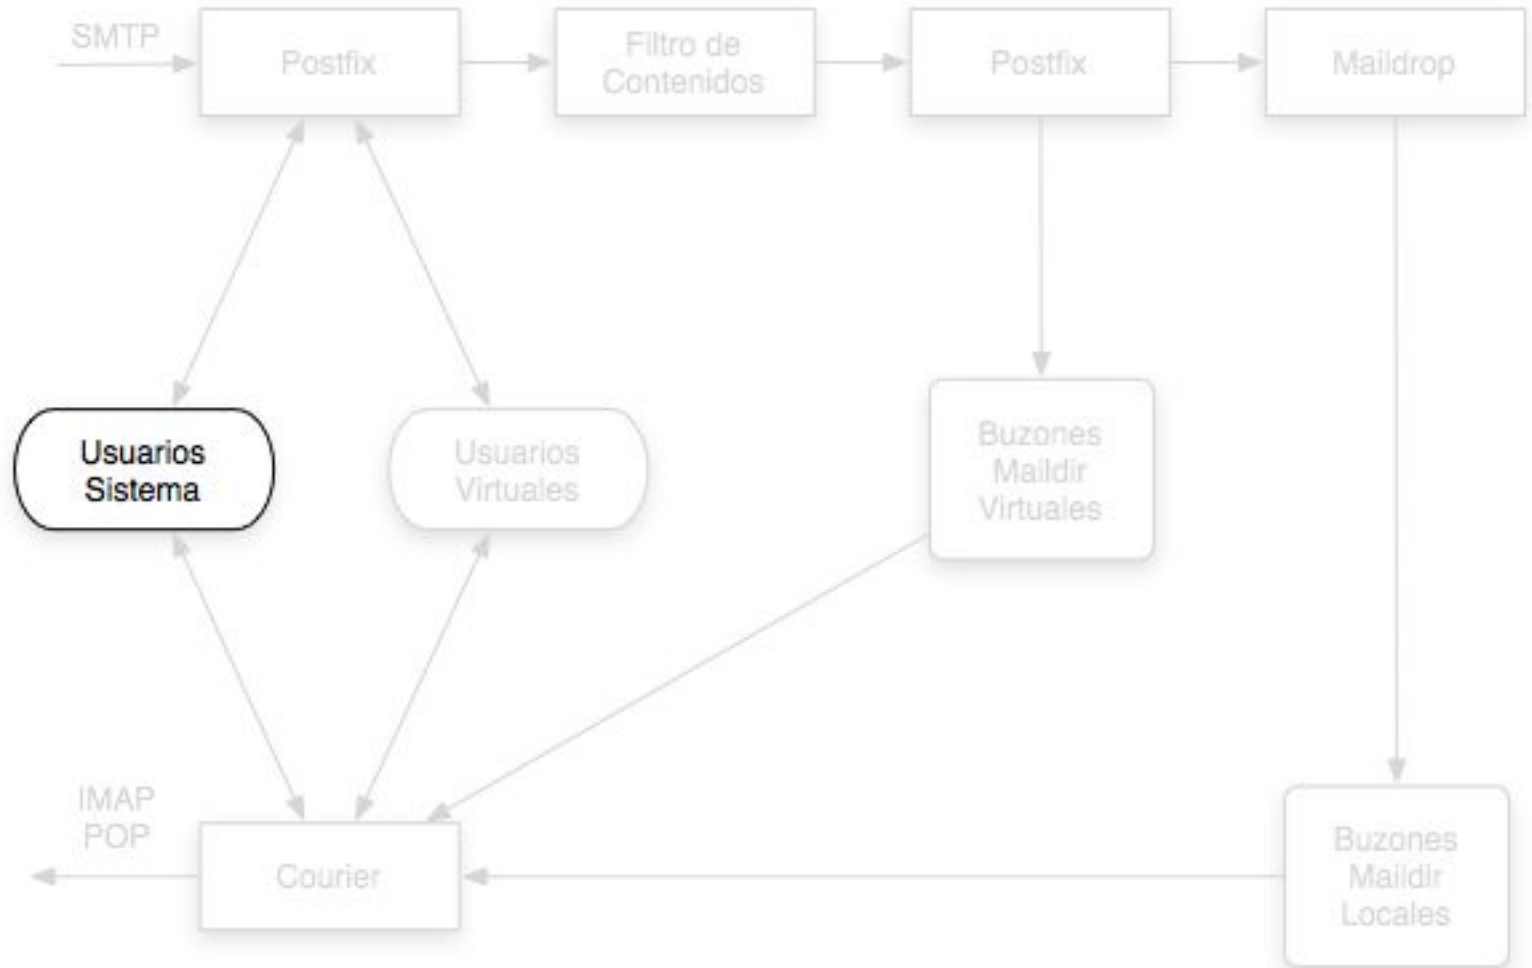 SMTP
Postfix
Filtro de
Contenidos
Postfix
Maildrop
Usuarios
Sistema
Usuarios
Virtuales
Buzones
Maildir
Virtuales
IMAP
POP
Courier
Buzones
Maildir
Locales